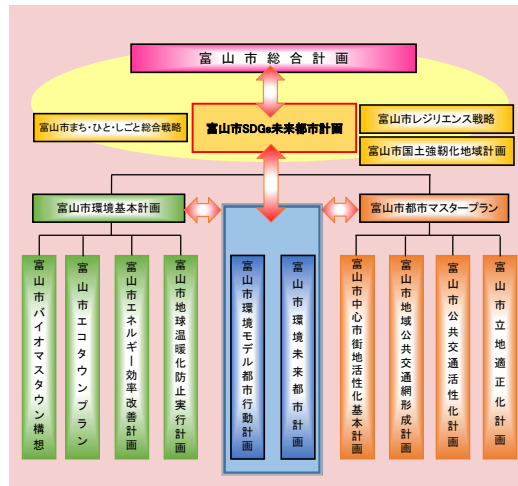 富山市総合計画
富山市まち・ひと・しごと総合戦略
富山市SDGs未来都市計画
富山市レジリエンス戦略
富山市国土強靭化地域計画
富山市環境基本計画
富山市都市マスタープラン
富山市バイオマスタウン構想
富山市エコタウンプラン
富山市エネルギー効率改善計画
富山市地球温暖化防止実行計画
富山市環境モデル都市行動計画
富山市環境未来都市計画
富山市中心市街地活性化基本計画
富山市地域公共交通網形成計画
富山市公共交通活性化計画
富山市立地適正化計画